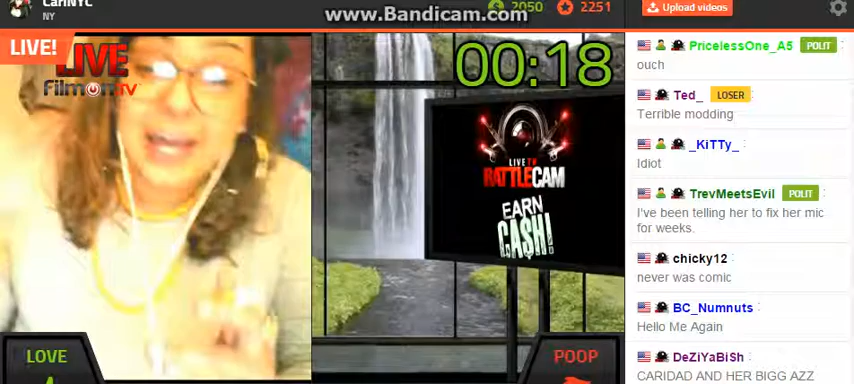 CariNYC
NY
www.Bandicam.com
2050
2251
Upload videos
LIVE!
LIVE
FilmOn TV
00:18
LIVE TV
BATTLECAM
EARN
CASH!
LOVE
POOP
PricelessOne_A5 POLIT :
ouch
Ted_ LOSER :
Terrible modding
_KiTTy_ :
Idiot
TrevMeetsEvil POLIT :
I've been telling her to fix her mic
for weeks.
chicky12 :
never was comic
BC_Numnuts :
Hello Me Again
DeZiYaBiSh :
CARIDAD AND HER BIGG AZZ